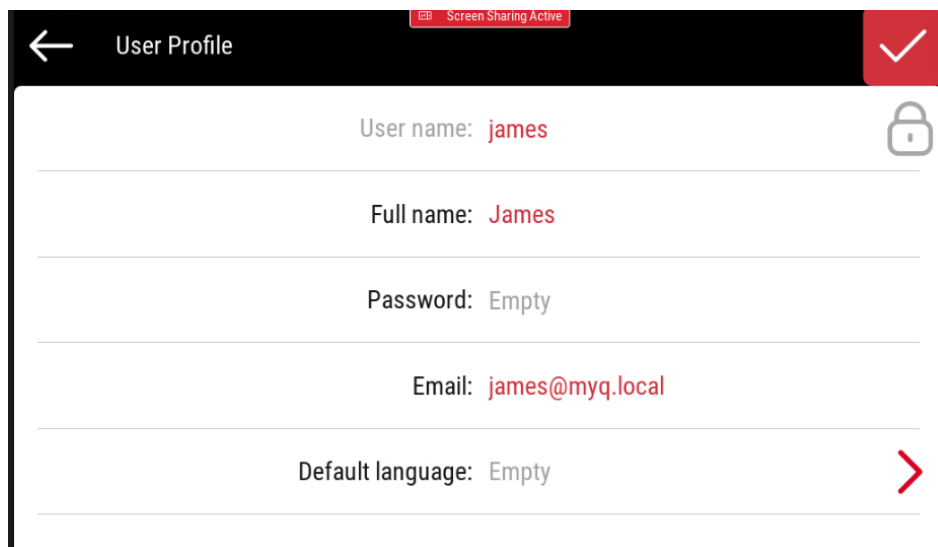 Screen Sharing Active
User Profile
User name: james
Full name: James
Password: Empty
Email: james@myq.local
Default language: Empty